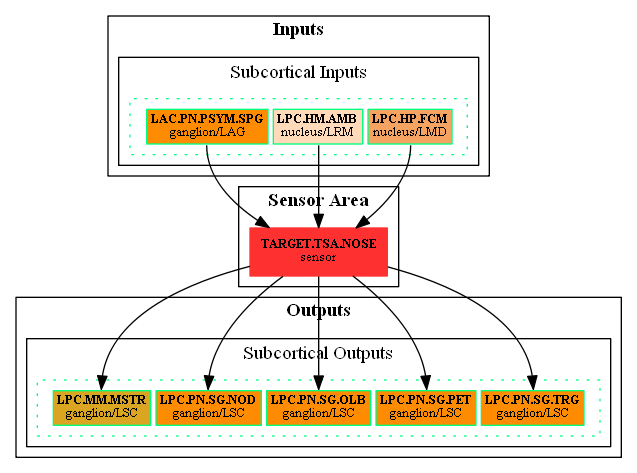 Inputs
Subcortical Inputs
LAC.PN.PSYM.SPG
ganglion/LAG
LPC.HM.AMB
nucleus/LRM
LPC.HP.FCM
nucleus/LMD
Sensor Area
TARGET.TSA.NOSE
sensor
Outputs
Subcortical Outputs
LPC.MM.MSTR
ganglion/LSC
LPC.PN.SG.NOD
ganglion/LSC
LPC.PN.SG.OLB
ganglion/LSC
LPC.PN.SG.PET
ganglion/LSC
LPC.PN.SG.TRG
ganglion/LSC